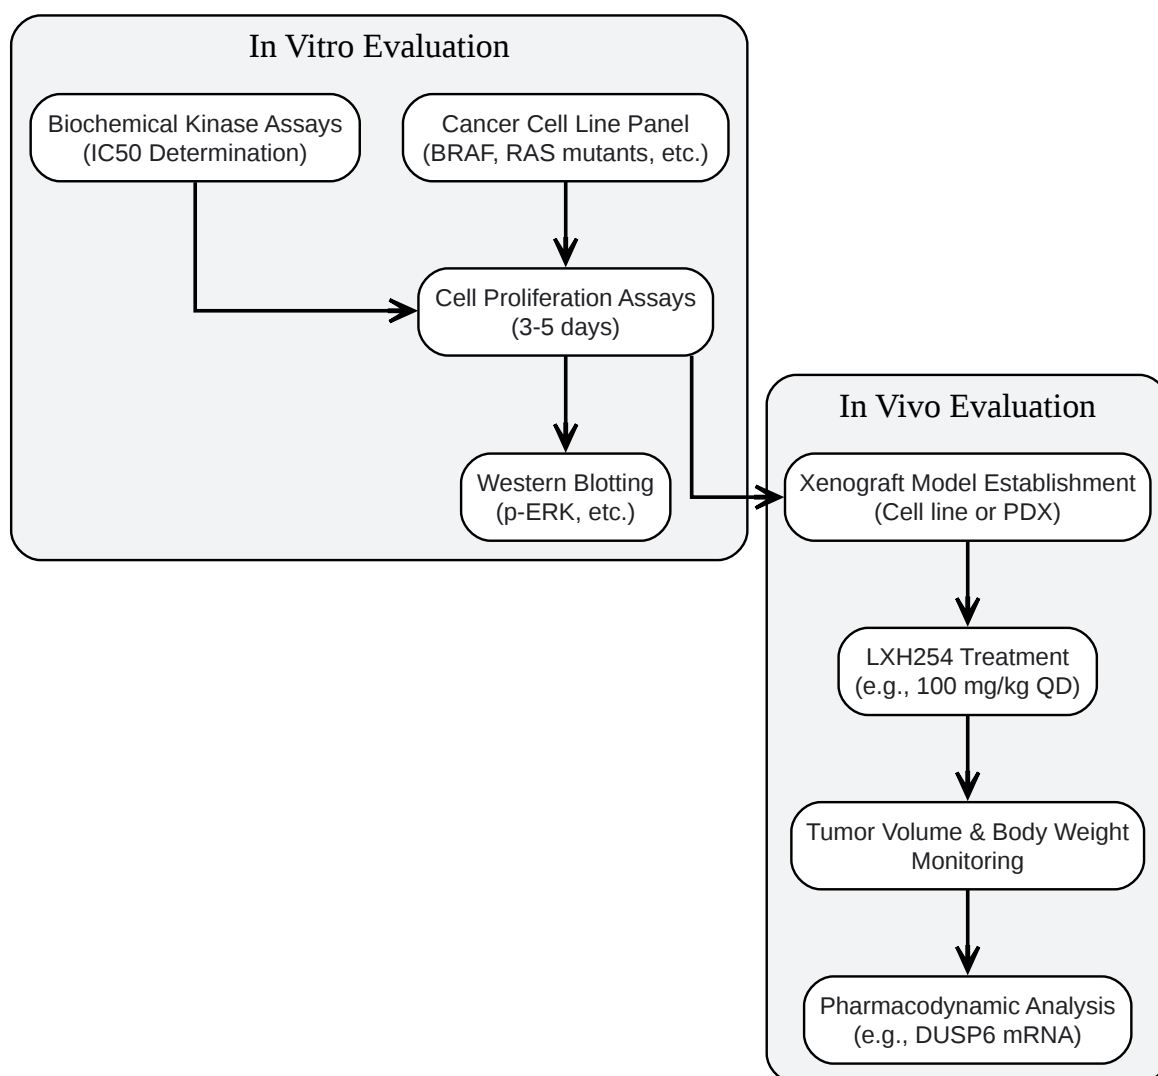 In Vitro Evaluation
Biochemical Kinase Assays
(IC50 Determination)
Cancer Cell Line Panel
(BRAF, RAS mutants, etc.)
Cell Proliferation Assays
(3-5 days)
Western Blotting
(p-ERK, etc.)
In Vivo Evaluation
Xenograft Model Establishment
(Cell line or PDX)
LXH254 Treatment
(e.g., 100 mg/kg QD)
Tumor Volume & Body Weight
Monitoring
Pharmacodynamic Analysis
(e.g., DUSP6 mRNA)